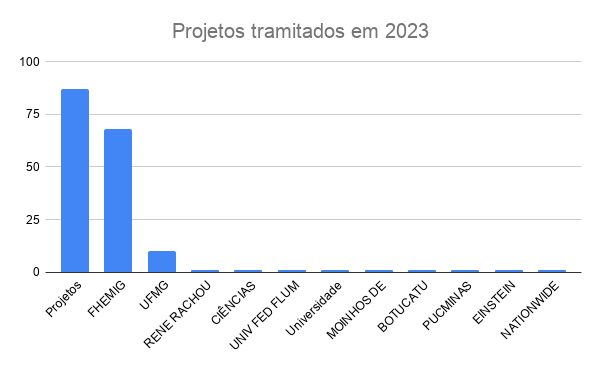 Projetos tramitados em 2023
100
75
50
25
0
Projetos
FHEMIG
UFMG
RENE RACHOU
CIÊNCIAS
UNIV FED FLUM
Universidade
MOINHOS DE
BOTUCATU
PUCMINAS
EINSTEIN
NATIONWIDE